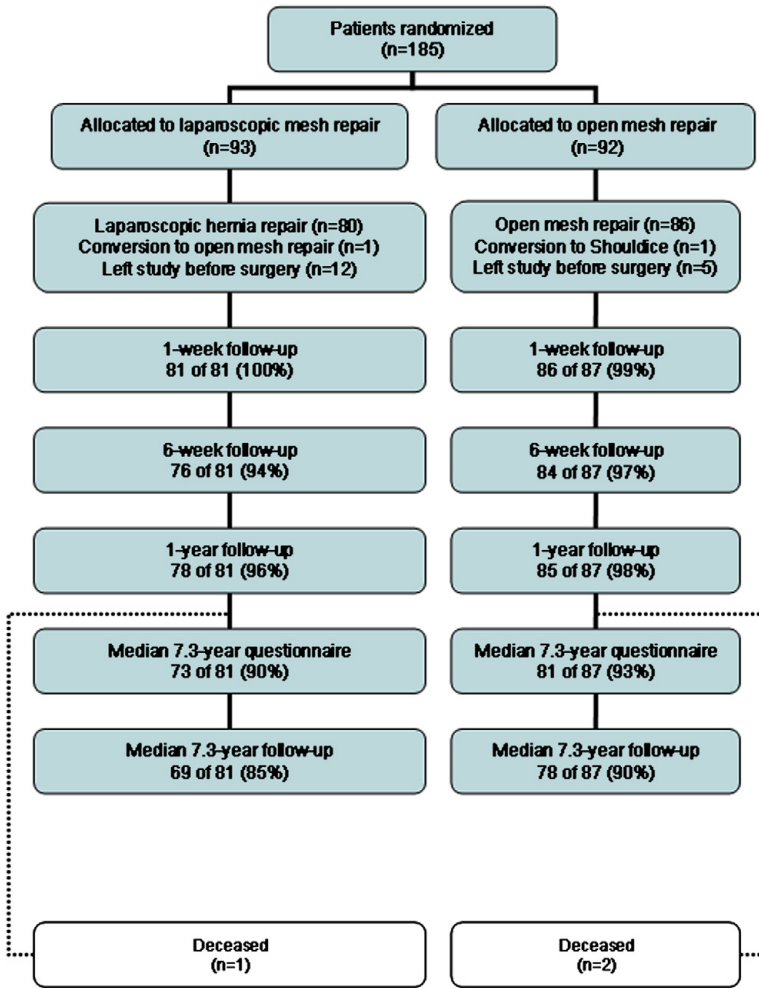 Patients randomized
(n=185)
Allocated to laparoscopic mesh repair
(n=93)
Allocated to open mesh repair
(n=92)
Laparoscopic hernia repair (n=80)
Conversion to open mesh repair (n=1)
Left study before surgery (n=12)
Open mesh repair (n=86)
Conversion to Shouldice (n=1)
Left study before surgery (n=5)
1-week follow-up
81 of 81 (100%)
1-week follow-up
86 of 87 (99%)
6-week follow-up
76 of 81 (94%)
6-week follow-up
84 of 87 (97%)
1-year follow-up
78 of 81 (96%)
1-year follow-up
85 of 87 (98%)
Median 7.3-year questionnaire
73 of 81 (90%)
Median 7.3-year questionnaire
81 of 87 (93%)
Median 7.3-year follow-up
69 of 81 (85%)
Median 7.3-year follow-up
78 of 87 (90%)
Deceased
(n=1)
Deceased
(n=2)